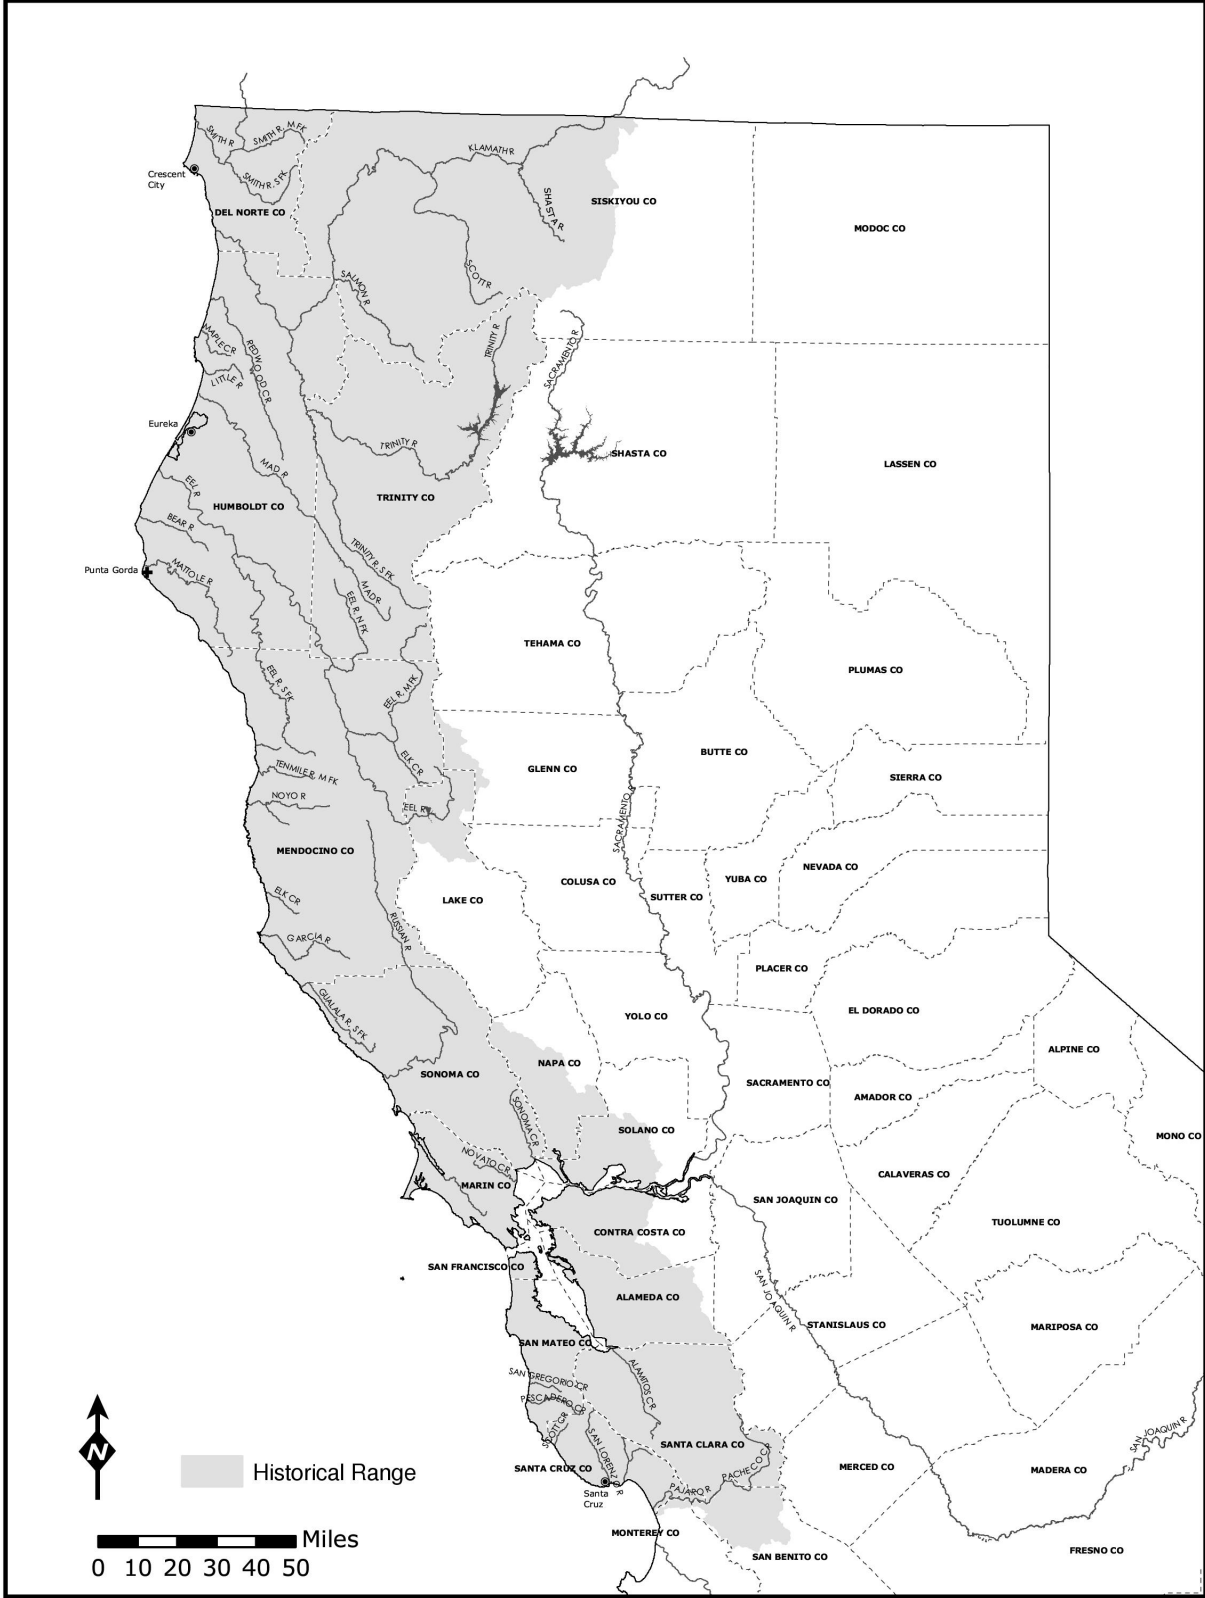 SMITH R
SMITH R, M FK
KLAMATH R
Crescent
City
SMITH R, S FK
SHASTA R
SISKIYOU CO
DEL NORTE CO
MODOC CO
SALMON R
SCOTT R
MAPLE CR
REDWOOD CR
TRINITY R
SACRAMENTO R
LITTLE R
Eureka
TRINITY R
SHASTA CO
LASSEN CO
MAD R
EEL R
HUMBOLDT CO
TRINITY CO
BEAR R
Punta Gorda
MATTOLE R
TRINITY R, S FK
MAD R
EEL R, N FK
TEHAMA CO
PLUMAS CO
EEL R, S FK
EEL R, M FK
BUTTE CO
ELK CR
GLENN CO
SIERRA CO
TENMILE R, M FK
NOYO R
EEL R
SACRAMENTO R
MENDOCINO CO
NEVADA CO
COLUSA CO
YUBA CO
LAKE CO
SUTTER CO
ELK CR
RUSSIAN R
GARCIA R
PLACER CO
GUALALA R, S FK
YOLO CO
EL DORADO CO
ALPINE CO
NAPA CO
SONOMA CO
SACRAMENTO CO
AMADOR CO
SONOMA CR
SOLANO CO
MONO CO
NOVATO CR
CALAVERAS CO
MARIN CO
SAN JOAQUIN CO
TUOLUMNE CO
CONTRA COSTA CO
SAN FRANCISCO CO
SAN JOAQUIN R
ALAMEDA CO
STANISLAUS CO
MARIPOSA CO
SAN MATEO CO
SAN GREGORIO CR
ALAMITOS CR
PESCADERO CR
SCOTT CR
SAN LORENZO R
SANTA CLARA CO
SAN JOAQUIN R
N
Historical Range
SANTA CRUZ CO
PACHECO CR
MERCED CO
MADERA CO
PAJARO R
Santa
Cruz
MONTEREY CO
Miles
FRESNO CO
SAN BENITO CO
0 10 20 30 40 50